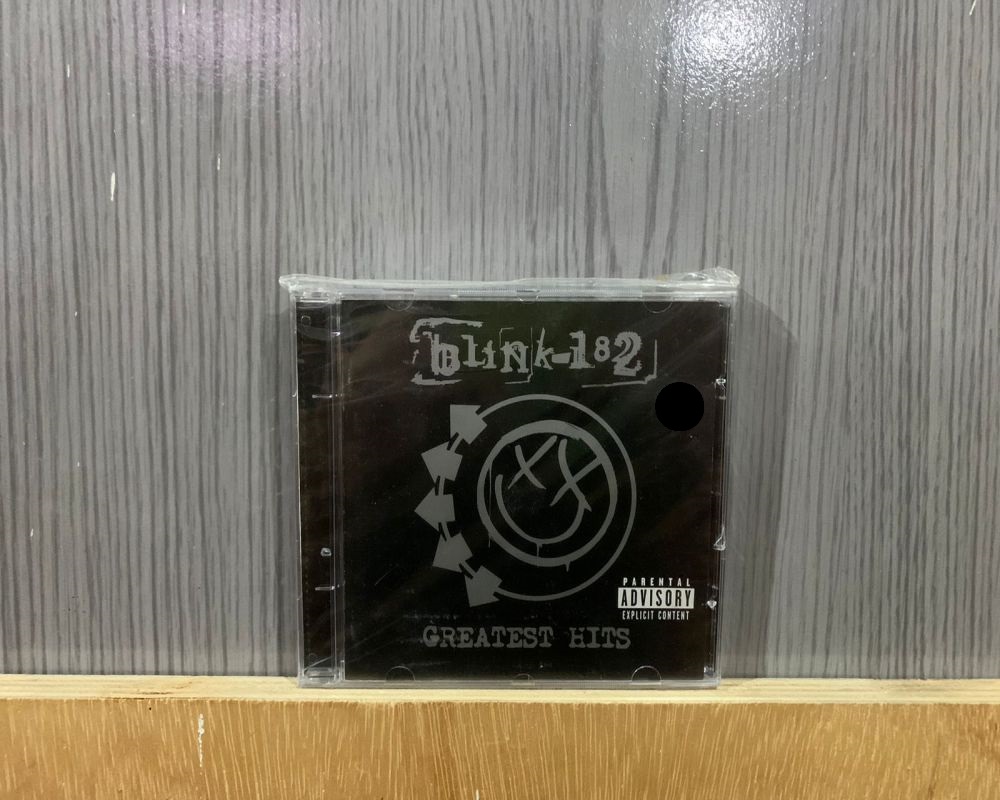 blink-182
PARENTAL
ADVISORY
EXPLICIT CONTENT
GREATEST HITS